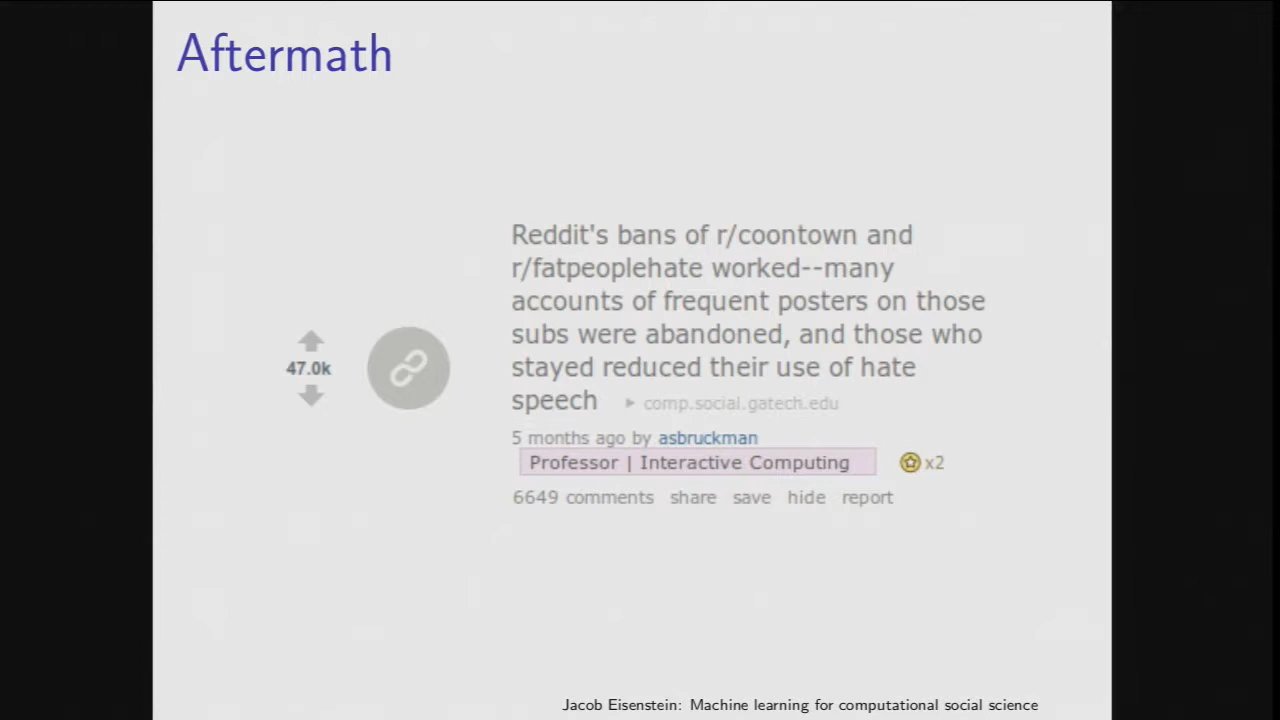 Aftermath
Reddit's bans of r/coontown and
r/fatpeoplehate worked--many
accounts of frequent posters on those
subs were abandoned, and those who
47.0k
stayed reduced their use of hate
speech ▸ comp.social.gatech.edu
5 months ago by asbruckman
Professor | Interactive Computing x2
6649 comments share save hide report
Jacob Eisenstein: Machine learning for computational social science